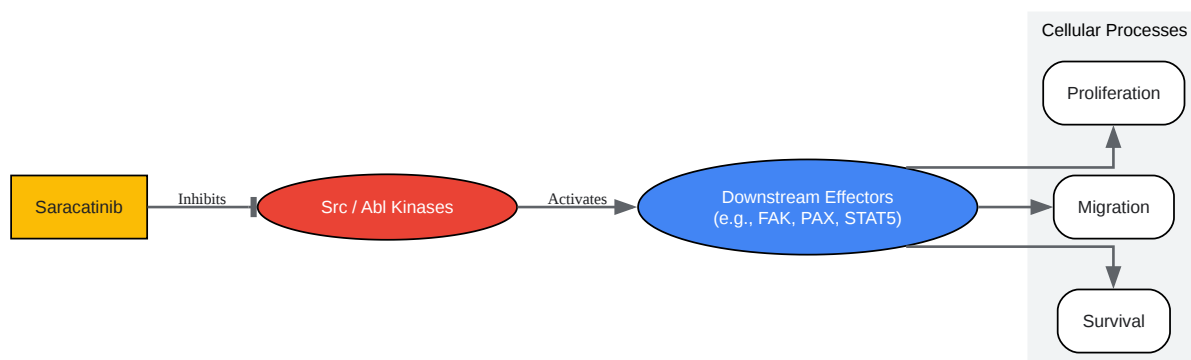 Cellular Processes
Proliferation
Saracatinib
Inhibits
Src / Abl Kinases
Activates
Downstream Effectors
(e.g., FAK, PAX, STAT5)
Migration
Survival